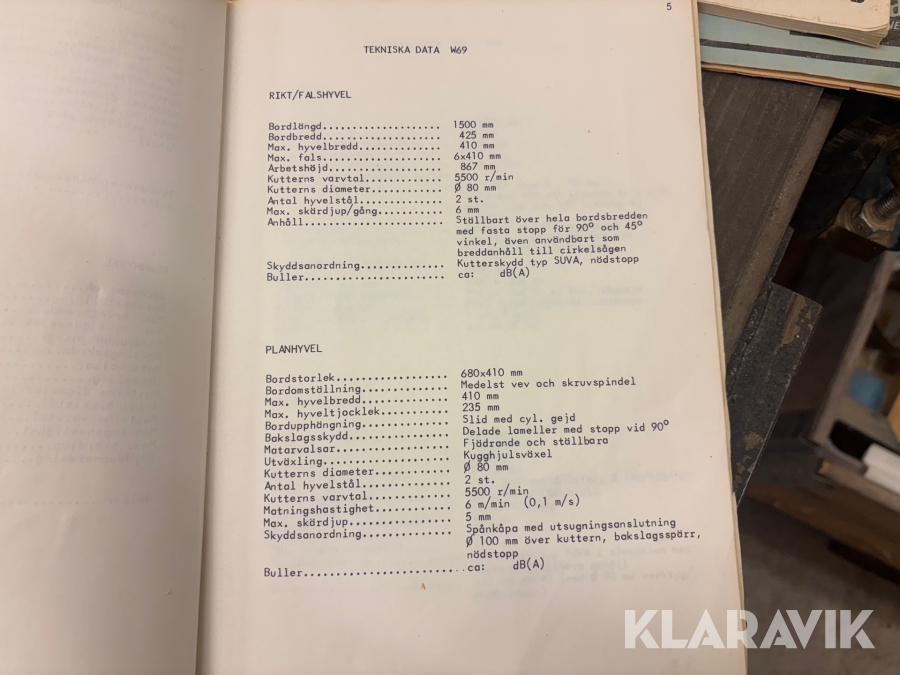 5
TEKNISKA DATA W69
RIKT/FALSHYVEL
Bordlängd.................... 1500 mm
Bordbredd.................... 425 mm
Max. hyvelbredd.............. 410 mm
Max. fals.................... 6x410 mm
Arbetshöjd................... 867 mm
Kutterns varvtal............. 5500 r/min
Kutterns diameter............ Ø 80 mm
Antal hyvelstål.............. 2 st.
Max. skärdjup/gång........... 6 mm
Anhåll....................... Ställbart över hela bordsbredden
med fasta stopp för 90° och 45°
vinkel, även användbart som
breddanhåll till cirkelsågen
Skyddsanordning.............. Kutterskydd typ SUVA, nödstopp
Buller....................... ca: dB(A)
PLANHYVEL
Bordstorlek.................. 680x410 mm
Bordomställning.............. Medelst vev och skruvspindel
Max. hyvelbredd.............. 410 mm
Max. hyveltjocklek........... 235 mm
Bordupphängning.............. Slid med cyl. gejd
Bakslagsskydd................ Delade lameller med stopp vid 90°
Matarvalsar.................. Fjädrande och ställbara
Utväxling.................... Kugghjulsväxel
Kutterns diameter............ Ø 80 mm
Antal hyvelstål.............. 2 st.
Kutterns varvtal............. 5500 r/min
Matningshastighet............ 6 m/min (0,1 m/s)
Max. skärdjup................ 5 mm
Skyddsanordning.............. Spånkåpa med utsugningsanslutning
Ø 100 mm över kuttern, bakslagsspärr,
nödstopp
Buller........................... ca: dB(A)
KLARAVIK